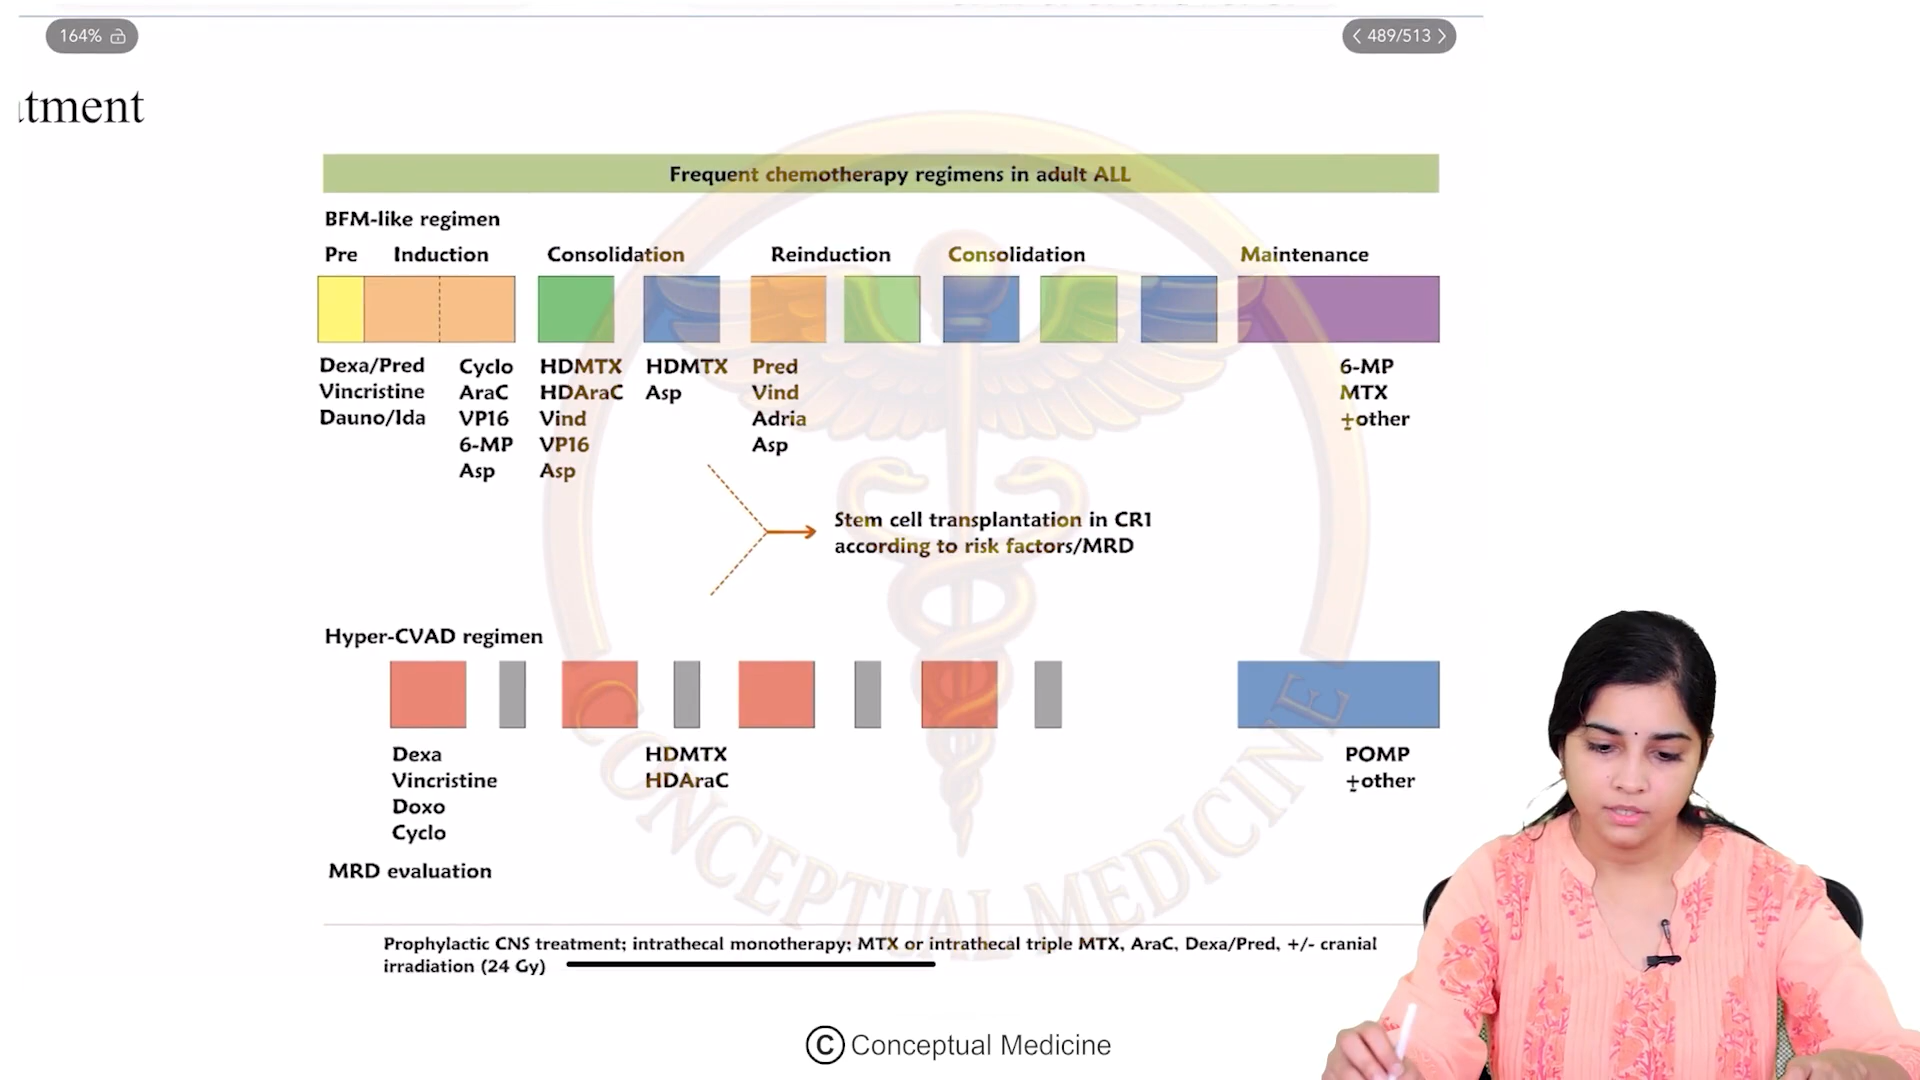 164%
489/513
tment
Frequent chemotherapy regimens in adult ALL
BFM-like regimen
Pre Induction Consolidation Reinduction Consolidation Maintenance
Dexa/Pred Cyclo HDMTX HDMTX Pred 6-MP
Vincristine AraC HDAraC Asp Vind MTX
Dauno/Ida VP16 Vind Adria ±other
6-MP VP16 Asp
Asp Asp
Stem cell transplantation in CR1
according to risk factors/MRD
Hyper-CVAD regimen
Dexa HDMTX POMP
Vincristine HDAraC ±other
Doxo
Cyclo
MRD evaluation
Prophylactic CNS treatment; intrathecal monotherapy; MTX or intrathecal triple MTX, AraC, Dexa/Pred, +/- cranial
irradiation (24 Gy)
CONCEPTUAL MEDICINE
© Conceptual Medicine